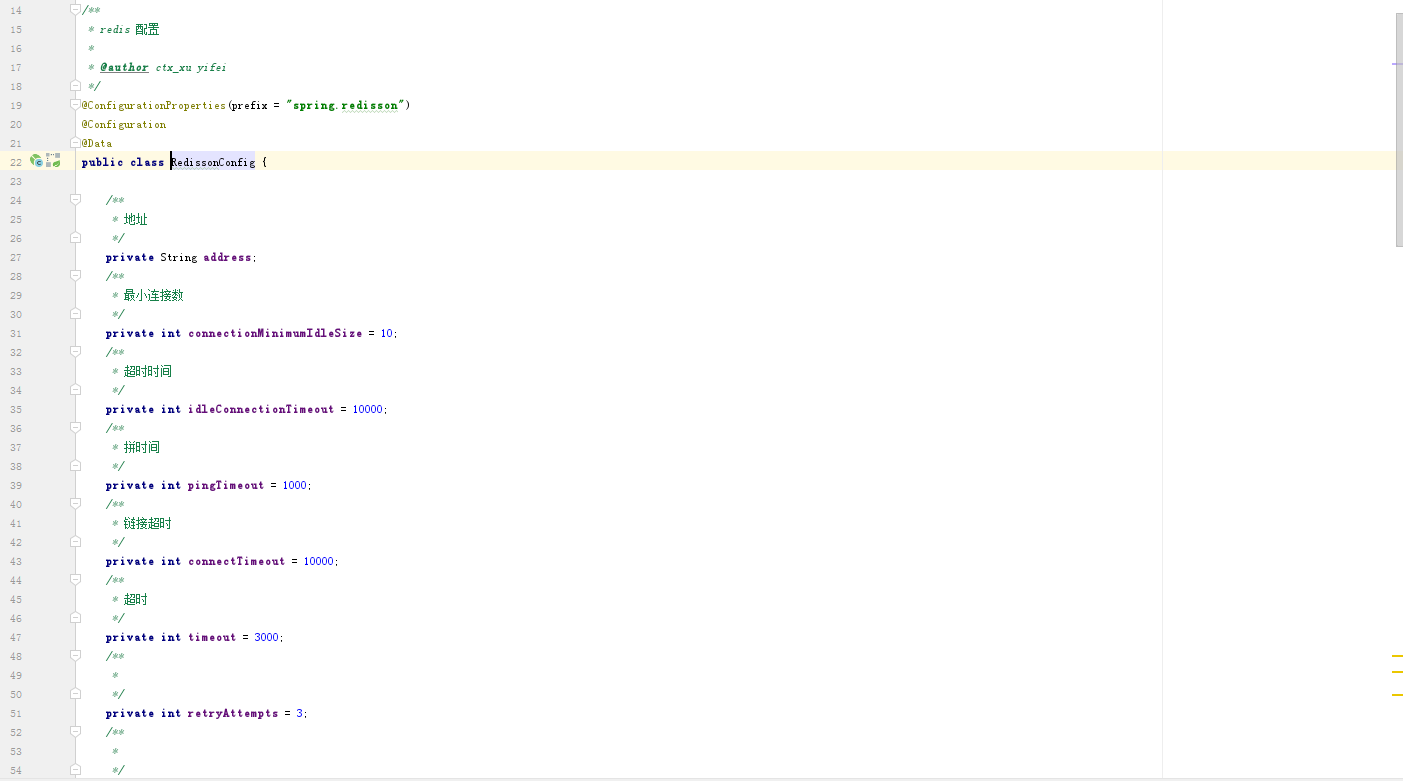 14 /**
15  * redis 配置
16  *
17  * @author ctx_xu yifei
18  */
19 @ConfigurationProperties(prefix = "spring.redisson")
20 @Configuration
21 @Data
22 public class RedissonConfig {
23
24     /**
25      * 地址
26      */
27     private String address;
28     /**
29      * 最小连接数
30      */
31     private int connectionMinimumIdleSize = 10;
32     /**
33      * 超时时间
34      */
35     private int idleConnectionTimeout = 10000;
36     /**
37      * 拼时间
38      */
39     private int pingTimeout = 1000;
40     /**
41      * 链接超时
42      */
43     private int connectTimeout = 10000;
44     /**
45      * 超时
46      */
47     private int timeout = 3000;
48     /**
49      *
50      */
51     private int retryAttempts = 3;
52     /**
53      *
54      */